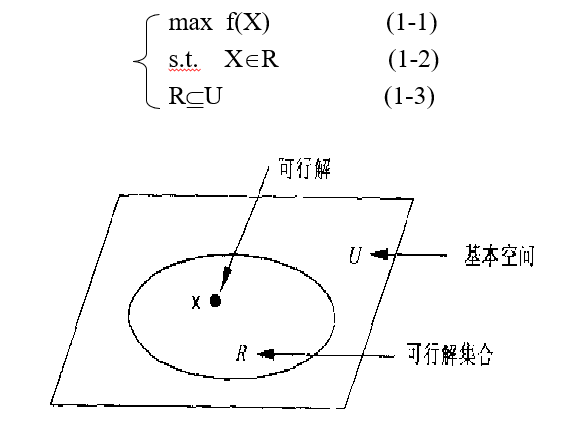 max f(X) (1-1)
s.t. X∈R (1-2)
R⊆U (1-3)
可行解
U
基本空间
X
R
可行解集合